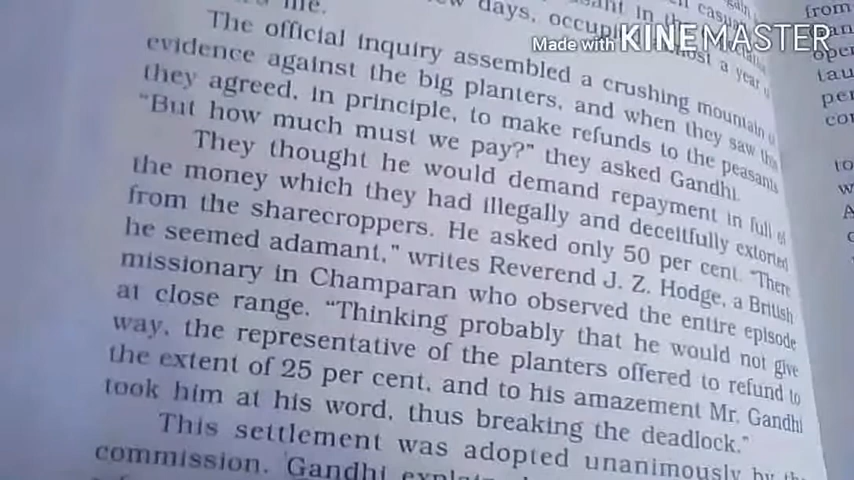 days, occup
Made with KINEMASTER
The official inquiry assembled a crushing mountain
evidence against the big planters, and when they saw this
they agreed, in principle, to make refunds to the peasants
"But how much must we pay?" they asked Gandhi.
They thought he would demand repayment in full of
the money which they had illegally and deceitfully extorted
from the sharecroppers. He asked only 50 per cent. "There
he seemed adamant," writes Reverend J. Z. Hodge, a British
missionary in Champaran who observed the entire episode
at close range. "Thinking probably that he would not give
way, the representative of the planters offered to refund to
the extent of 25 per cent, and to his amazement Mr. Gandhi
took him at his word, thus breaking the deadlock."
This settlement was adopted unanimously by the
commission. Gandhi
from